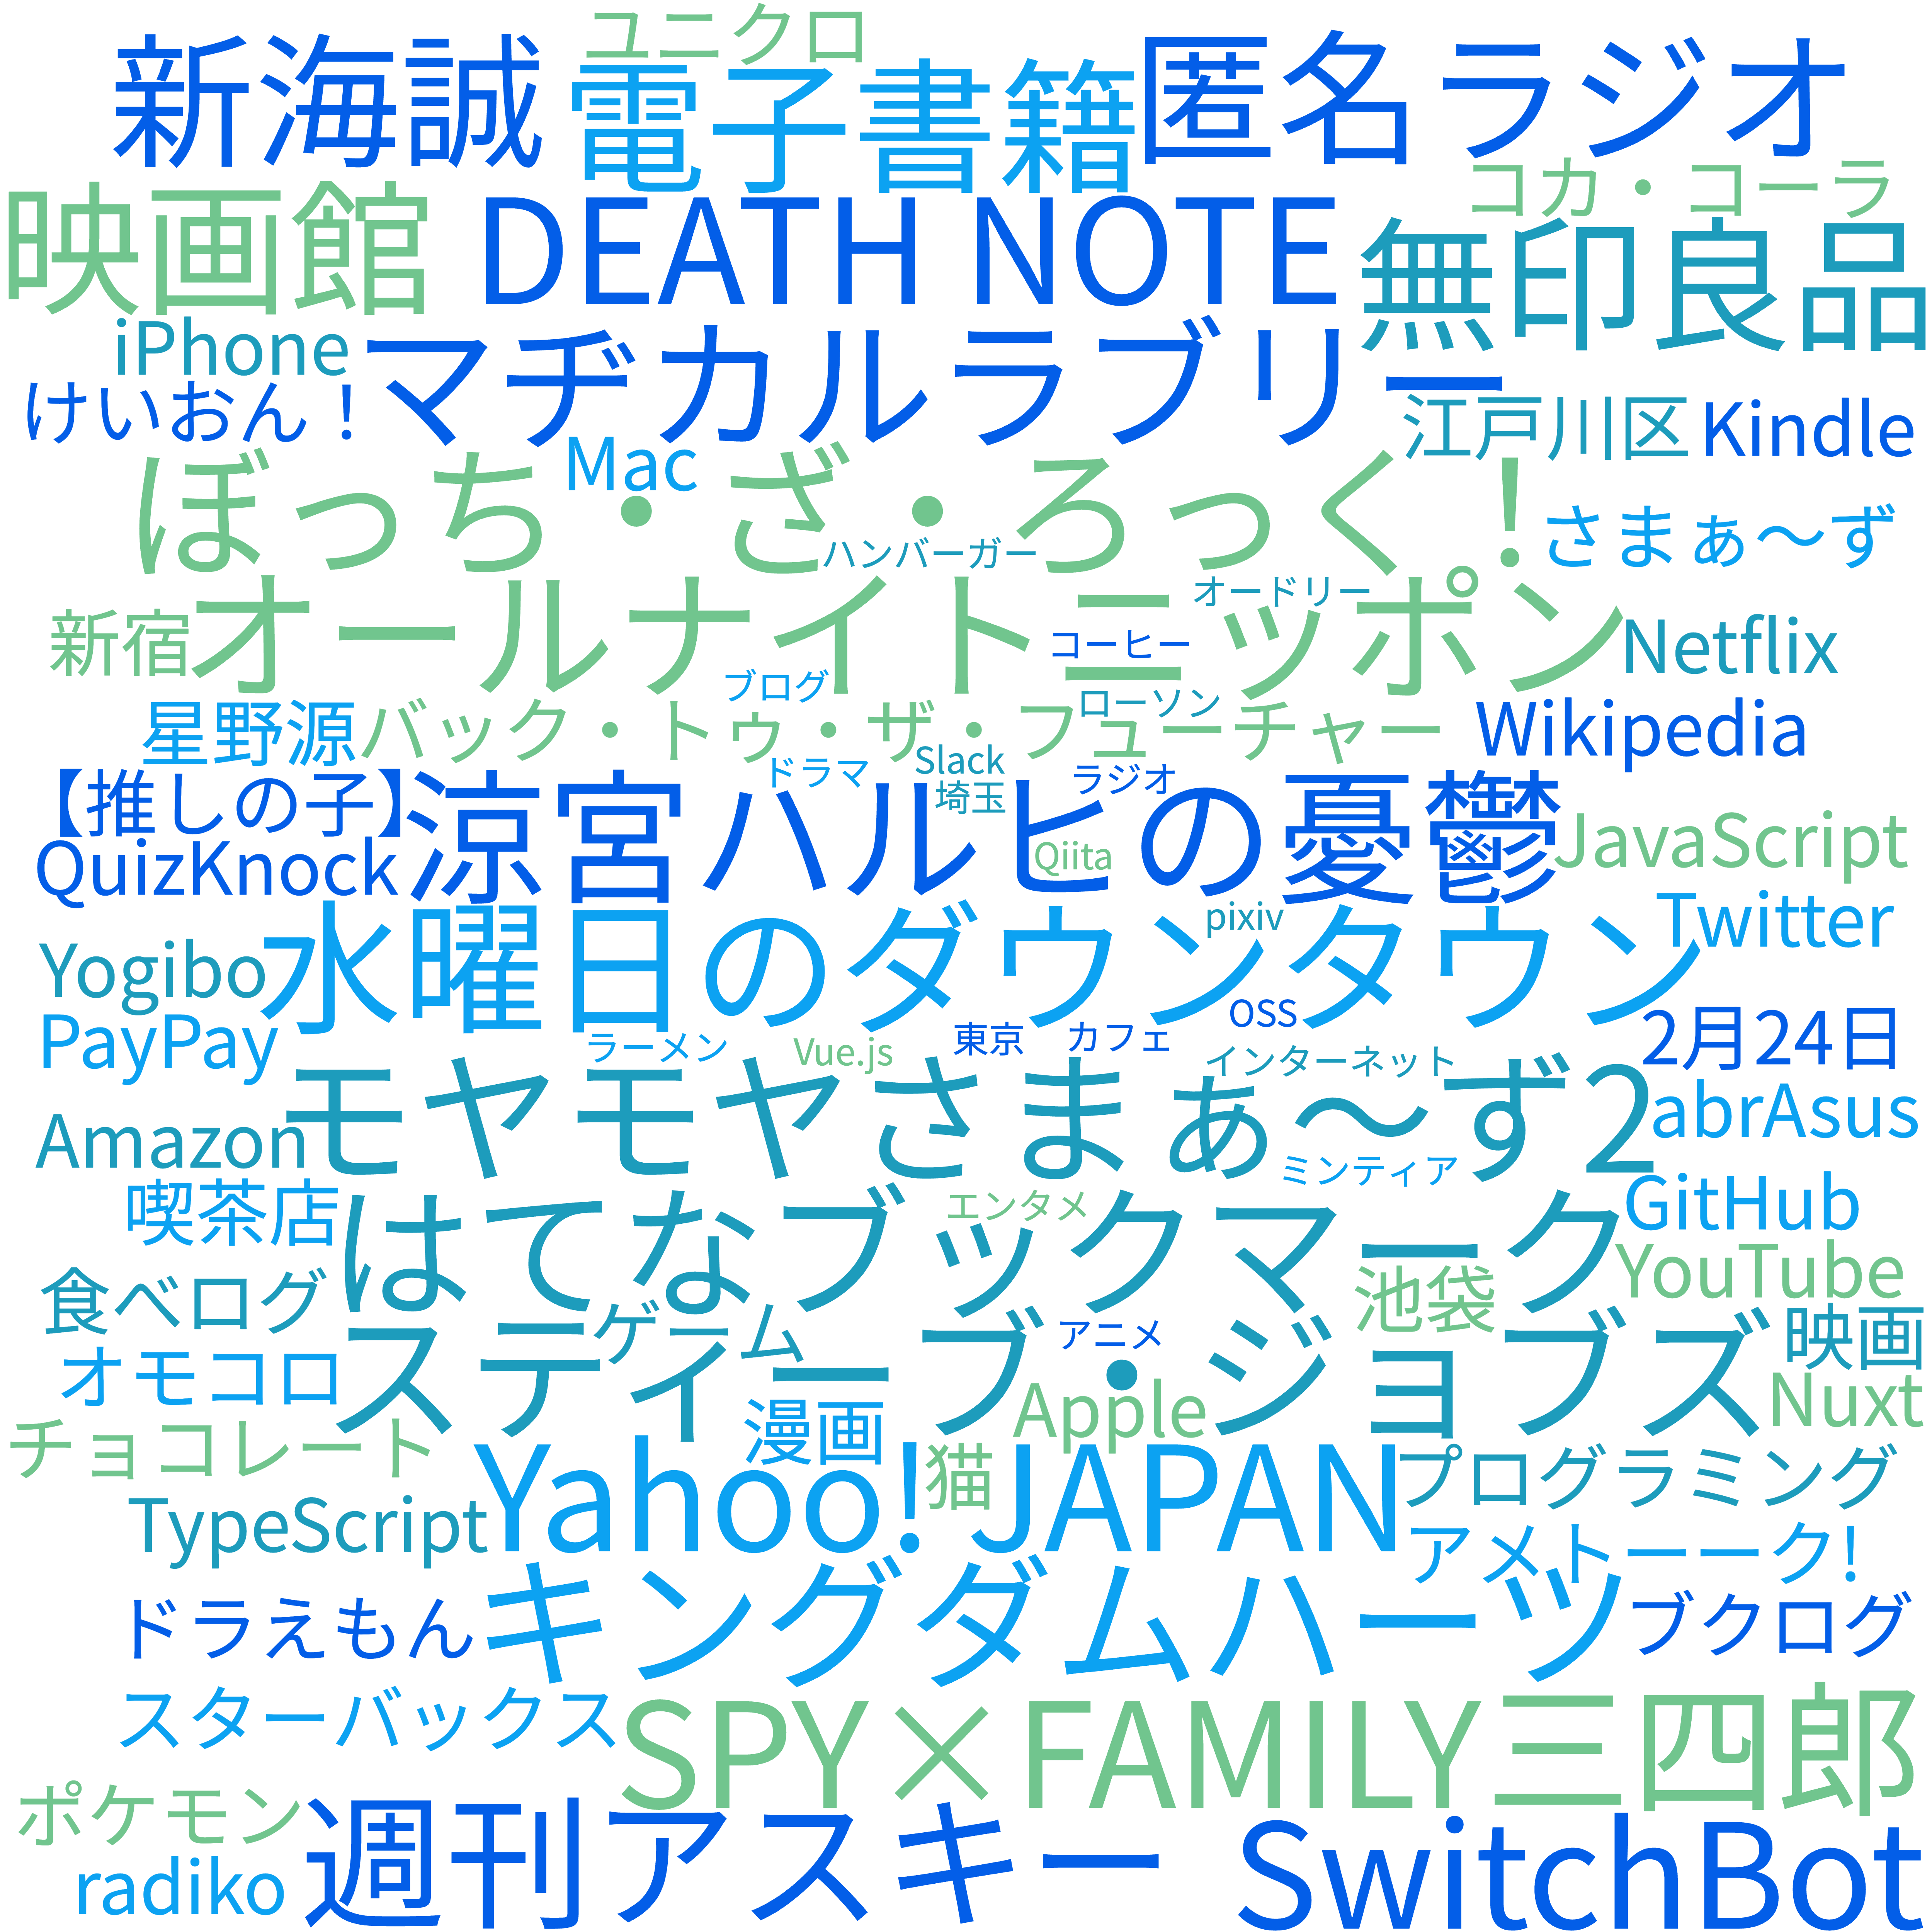 ユニクロ
新海誠
電子書籍
匿名ラジオ
コカ・コーラ
映画館
DEATH NOTE
無印良品
iPhone
マヂカルラブリー
けいおん！
江戸川区
Kindle
Mac
ぼっち・ざ・ろっく！
さまぁ〜ず
ハンバーガー
オードリー
新宿
オールナイトニッポン
コーヒー
Netflix
ブログ
ローソン
星野源
バック・トゥ・ザ・フューチャー
Wikipedia
Slack
ドラマ
ラジオ
【推しの子】
涼宮ハルヒの憂鬱
埼玉
JavaScript
QuizKnock
Qiita
pixiv
Twitter
Yogibo
水曜日のダウンタウン
OSS
2月24日
PayPay
ラーメン
Vue.js
東京
カフェ
インターネット
モヤモヤさまぁ〜ず2
abrAsus
Amazon
ミンティア
喫茶店
はてなブックマーク
エンタメ
GitHub
YouTube
食べログ
池袋
ゲーム
スティーブ・ジョブズ
アニメ
映画
オモコロ
Apple
Nuxt
チョコレート
漫画
猫
Yahoo! JAPAN
プログラミング
TypeScript
アメトーーク!
ドラえもん
キングダムハーツ
ブクログ
スターバックス
SPY×FAMILY
三四郎
ポケモン
週刊アスキー
SwitchBot
radiko